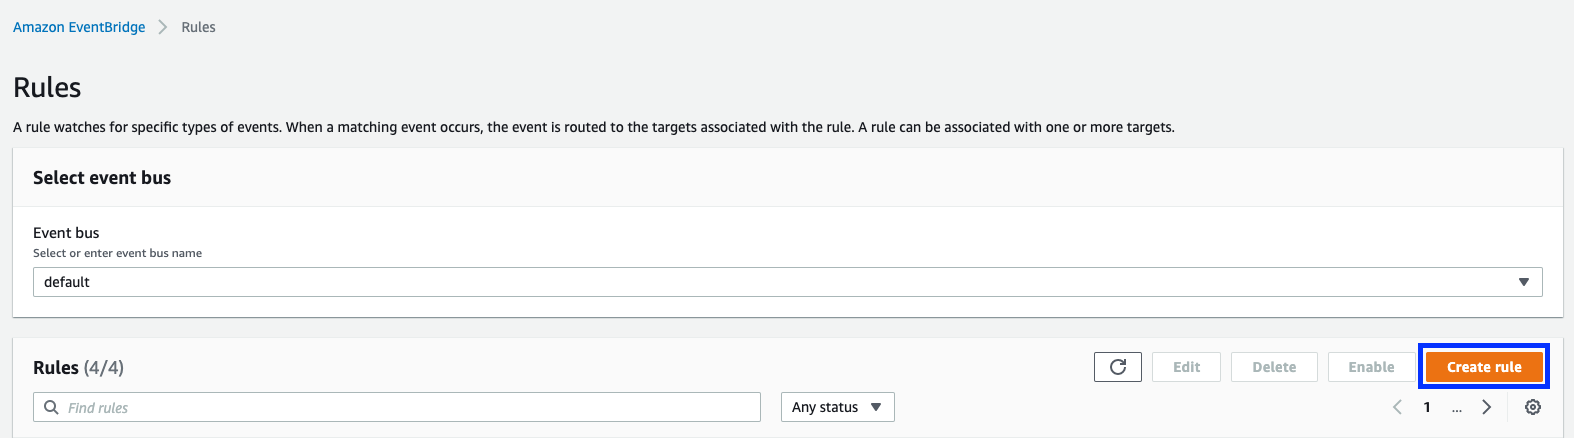 Amazon EventBridge Rules
Rules
A rule watches for specific types of events. When a matching event occurs, the event is routed to the targets associated with the rule. A rule can be associated with one or more targets.
Select event bus
Event bus
Select or enter event bus name
default
Rules (4/4) Edit Delete Enable Create rule
Find rules Any status 1 ...